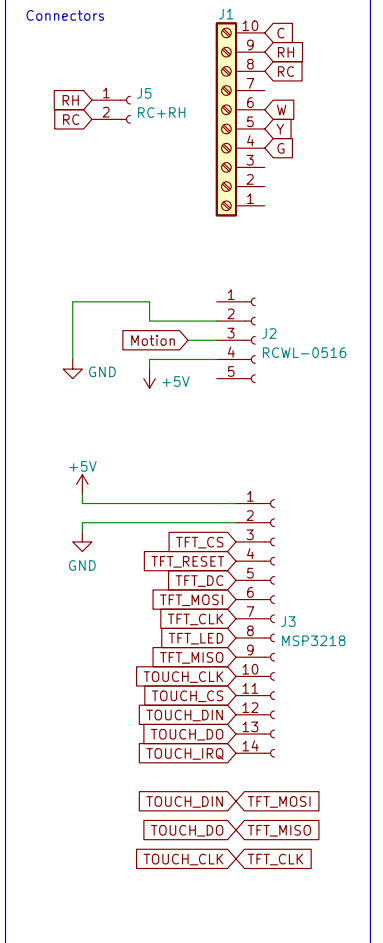 Connectors
J1
10 C
9 RH
8 RC
7
6 W
5 Y
4 G
3
2
1
RH 1 J5
RC 2 RC+RH
1
2
Motion 3 J2
4 RCWL-0516
5
GND
+5V
+5V
1
2
GND
TFT_CS 3
TFT_RESET 4
TFT_DC 5
TFT_MOSI 6
TFT_CLK 7 J3
TFT_LED 8 MSP3218
TFT_MISO 9
TOUCH_CLK 10
TOUCH_CS 11
TOUCH_DIN 12
TOUCH_DO 13
TOUCH_IRQ 14
TOUCH_DIN TFT_MOSI
TOUCH_DO TFT_MISO
TOUCH_CLK TFT_CLK